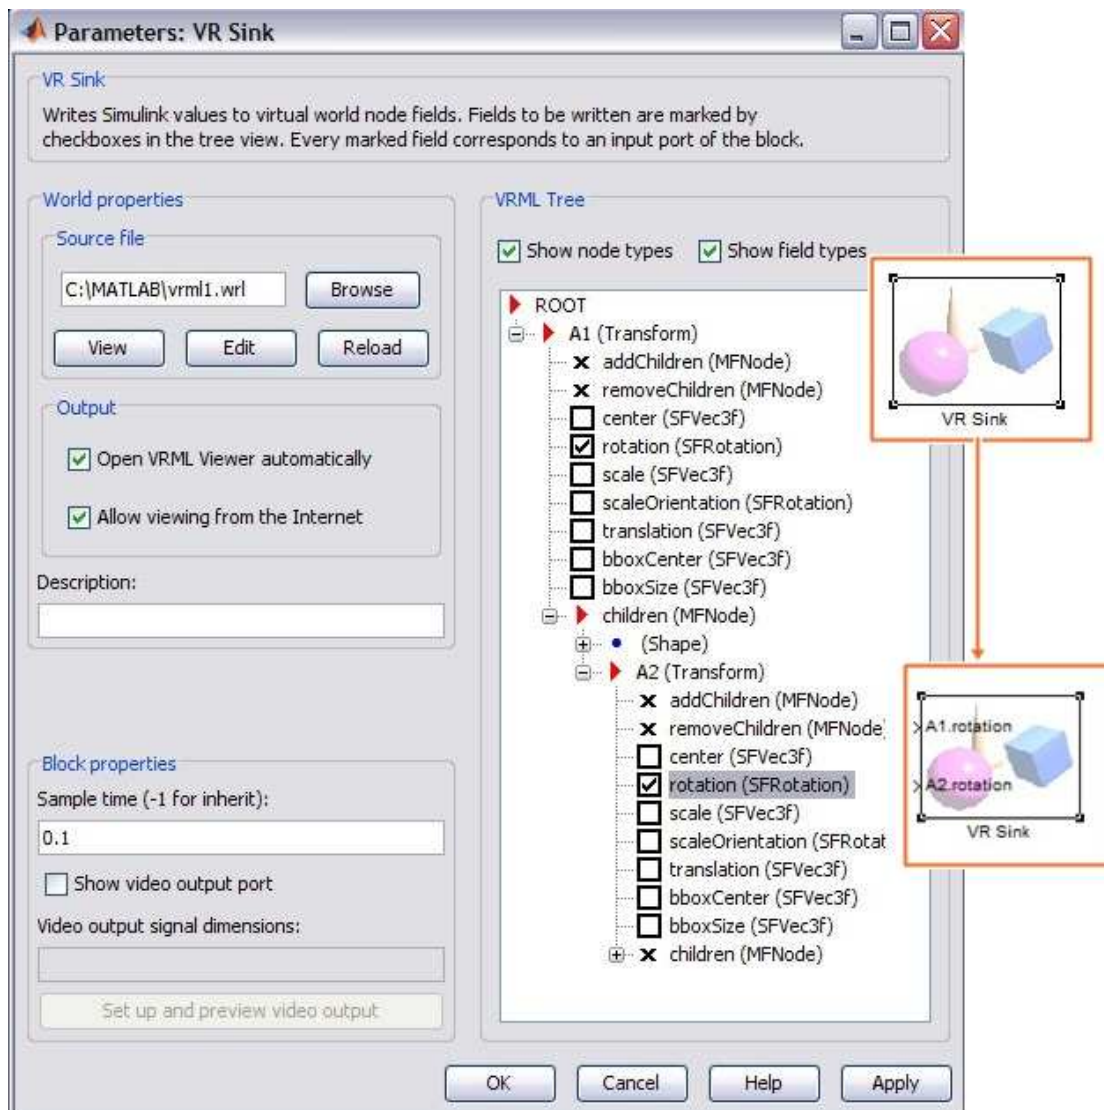 Parameters: VR Sink
VR Sink
Writes Simulink values to virtual world node fields. Fields to be written are marked by
checkboxes in the tree view. Every marked field corresponds to an input port of the block.
World properties
Source file
C:\MATLAB\vrml1.wrl
Browse
View
Edit
Reload
Output
Open VRML Viewer automatically
Allow viewing from the Internet
Description:
Block properties
Sample time (-1 for inherit):
0.1
Show video output port
Video output signal dimensions:
Set up and preview video output
VRML Tree
Show node types
Show field types
ROOT
A1 (Transform)
addChildren (MFNode)
removeChildren (MFNode)
center (SFVec3f)
rotation (SFRotation)
scale (SFVec3f)
scaleOrientation (SFRotation)
translation (SFVec3f)
bboxCenter (SFVec3f)
bboxSize (SFVec3f)
children (MFNode)
(Shape)
A2 (Transform)
addChildren (MFNode)
removeChildren (MFNode
center (SFVec3f)
rotation (SFRotation)
scale (SFVec3f)
scaleOrientation (SFRotat
translation (SFVec3f)
bboxCenter (SFVec3f)
bboxSize (SFVec3f)
children (MFNode)
VR Sink
A1.rotation
A2.rotation
VR Sink
OK
Cancel
Help
Apply